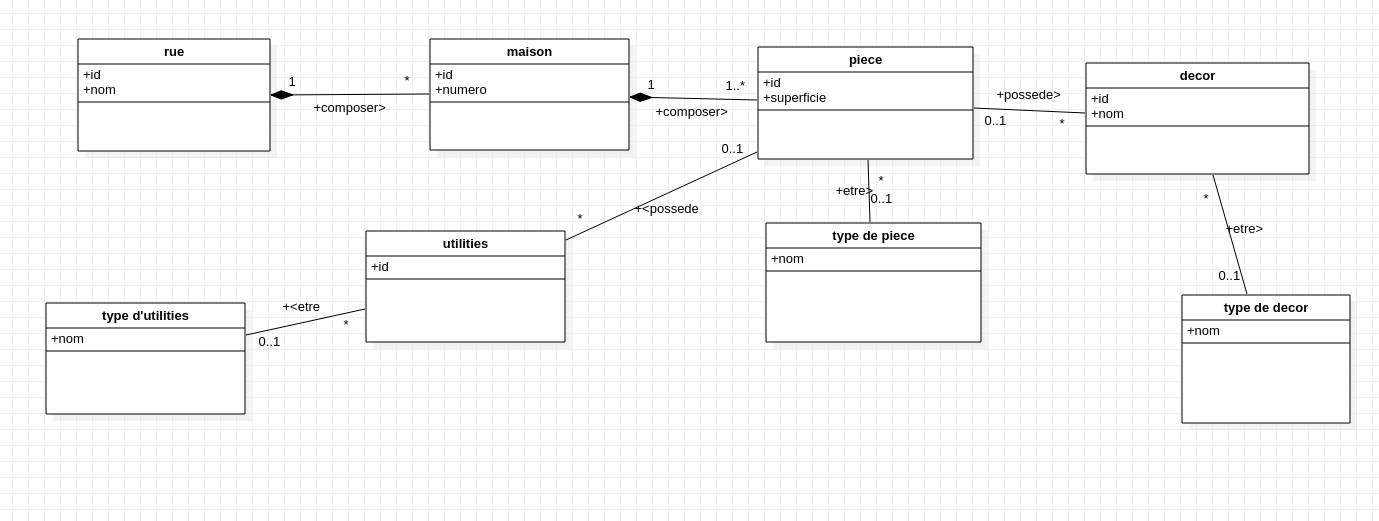 rue
+id
+nom
1
*
+composer>
maison
+id
+numero
1
1..*
+composer>
piece
+id
+superficie
+possede>
0..1
*
decor
+id
+nom
0..1
*
+<possede
*
+etre>
0..1
type de piece
+nom
*
+etre>
0..1
type de decor
+nom
utilities
+id
+<etre
*
0..1
type d'utilities
+nom